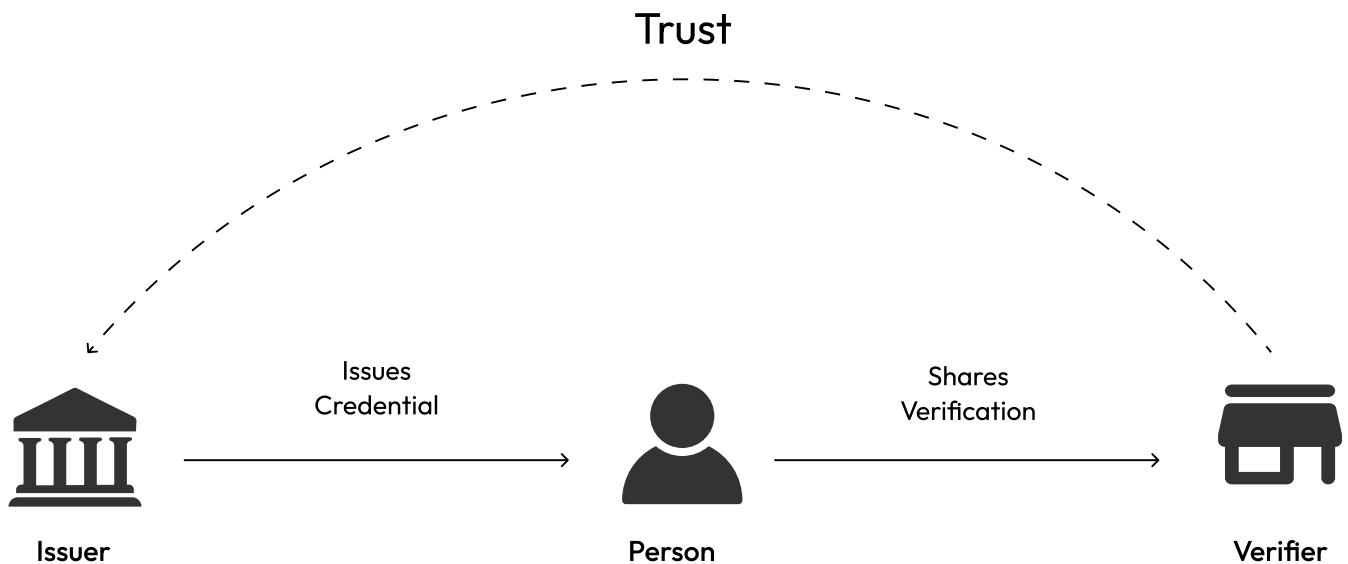 Trust
Issues
Credential
Shares
Verification
Issuer
Person
Verifier